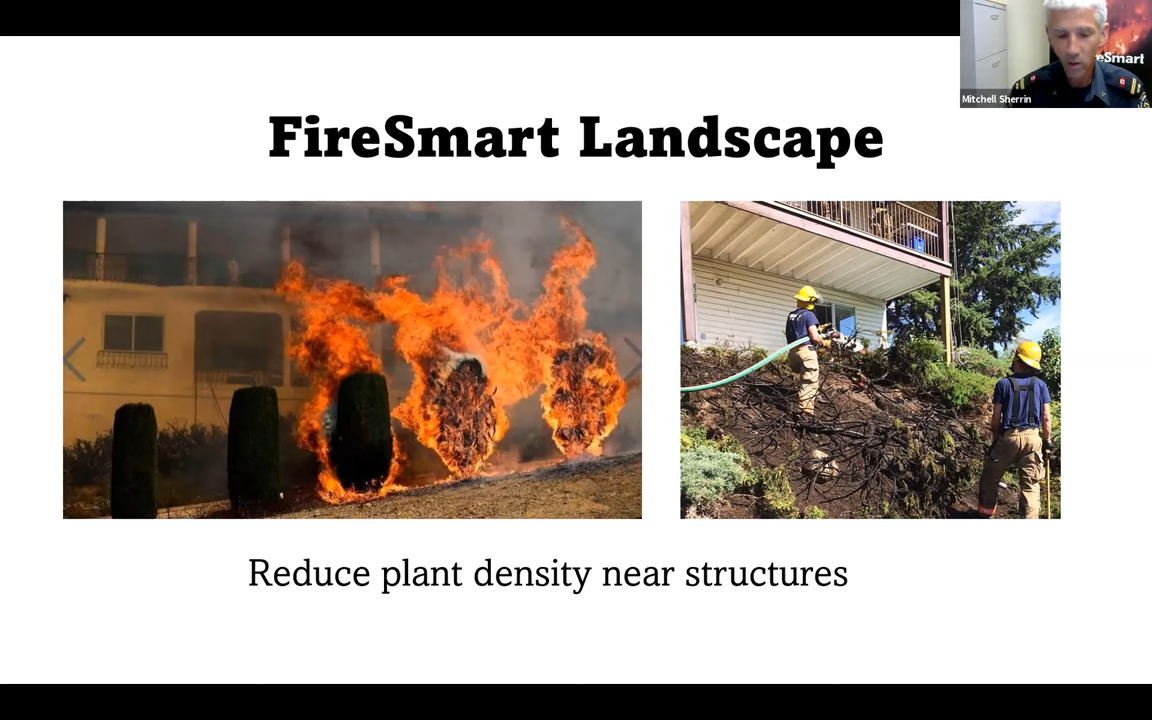 eSmart
Mitchell Sherrin
FireSmart Landscape
Reduce plant density near structures